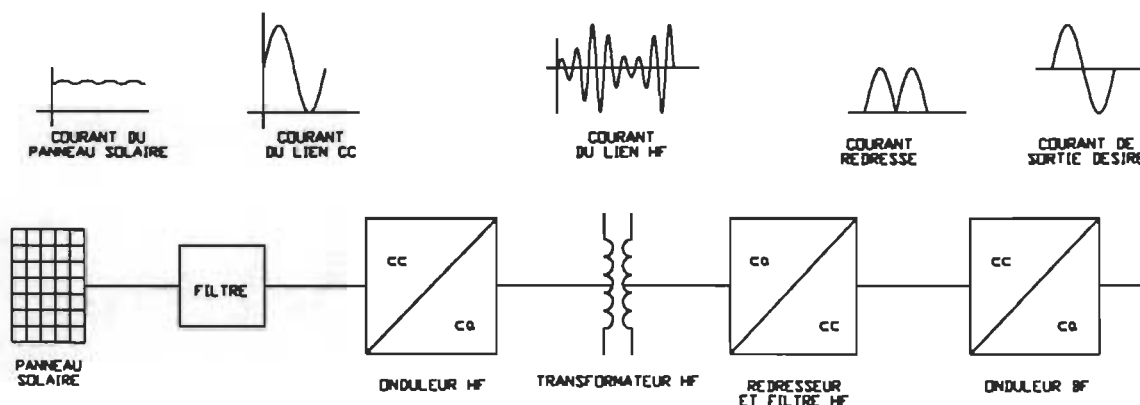 COURANT DU
PANNEAU SOLAIRE
COURANT
DU LIEN CC
COURANT
DU LIEN HF
COURANT
REDRESSE
COURANT DE
SORTIE DESIRE
cc
ca
ca
cc
cc
ca
FILTRE
PANNEAU
SOLAIRE
ONDULEUR HF
TRANSFORMATEUR HF
REDRESSEUR
ET FILTRE HF
ONDULEUR BF